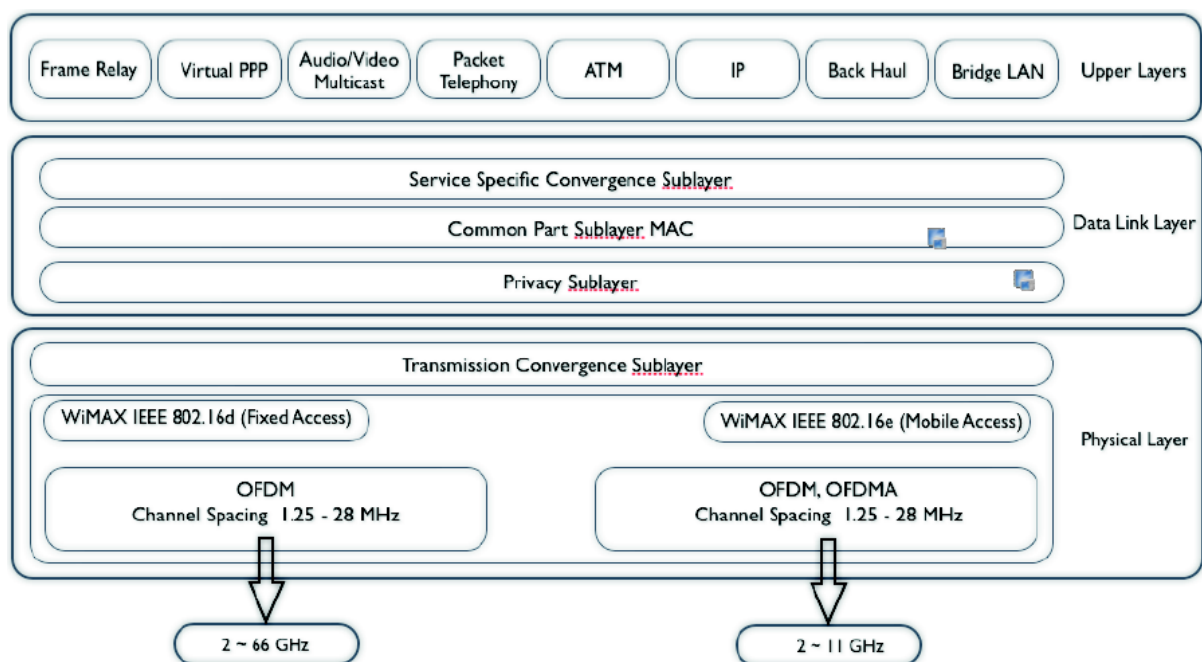 Frame Relay
Virtual PPP
Audio/Video
Multicast
Packet
Telephony
ATM
IP
Back Haul
Bridge LAN
Upper Layers
Service Specific Convergence Sublayer
Common Part Sublayer MAC
Privacy Sublayer
Data Link Layer
Transmission Convergence Sublayer
WiMAX IEEE 802.16d (Fixed Access)
WiMAX IEEE 802.16e (Mobile Access)
OFDM
Channel Spacing 1.25 - 28 MHz
OFDM, OFDMA
Channel Spacing 1.25 - 28 MHz
Physical Layer
2 ~ 66 GHz
2 ~ 11 GHz